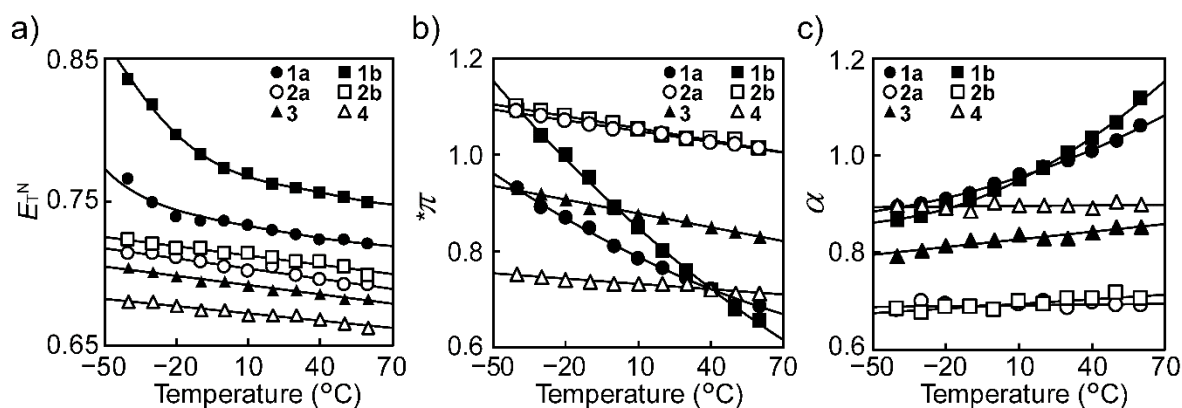 a)
0.85
0.75
0.65
E_T^N
1a 1b
2a 2b
3 4
−50 −20 10 40 70
Temperature (°C)
b)
1.2
1.0
0.8
0.6
π*
1a 1b
2a 2b
3 4
−50 −20 10 40 70
Temperature (°C)
c)
1.2
1.0
0.8
0.6
α
1a 1b
2a 2b
3 4
−50 −20 10 40 70
Temperature (°C)